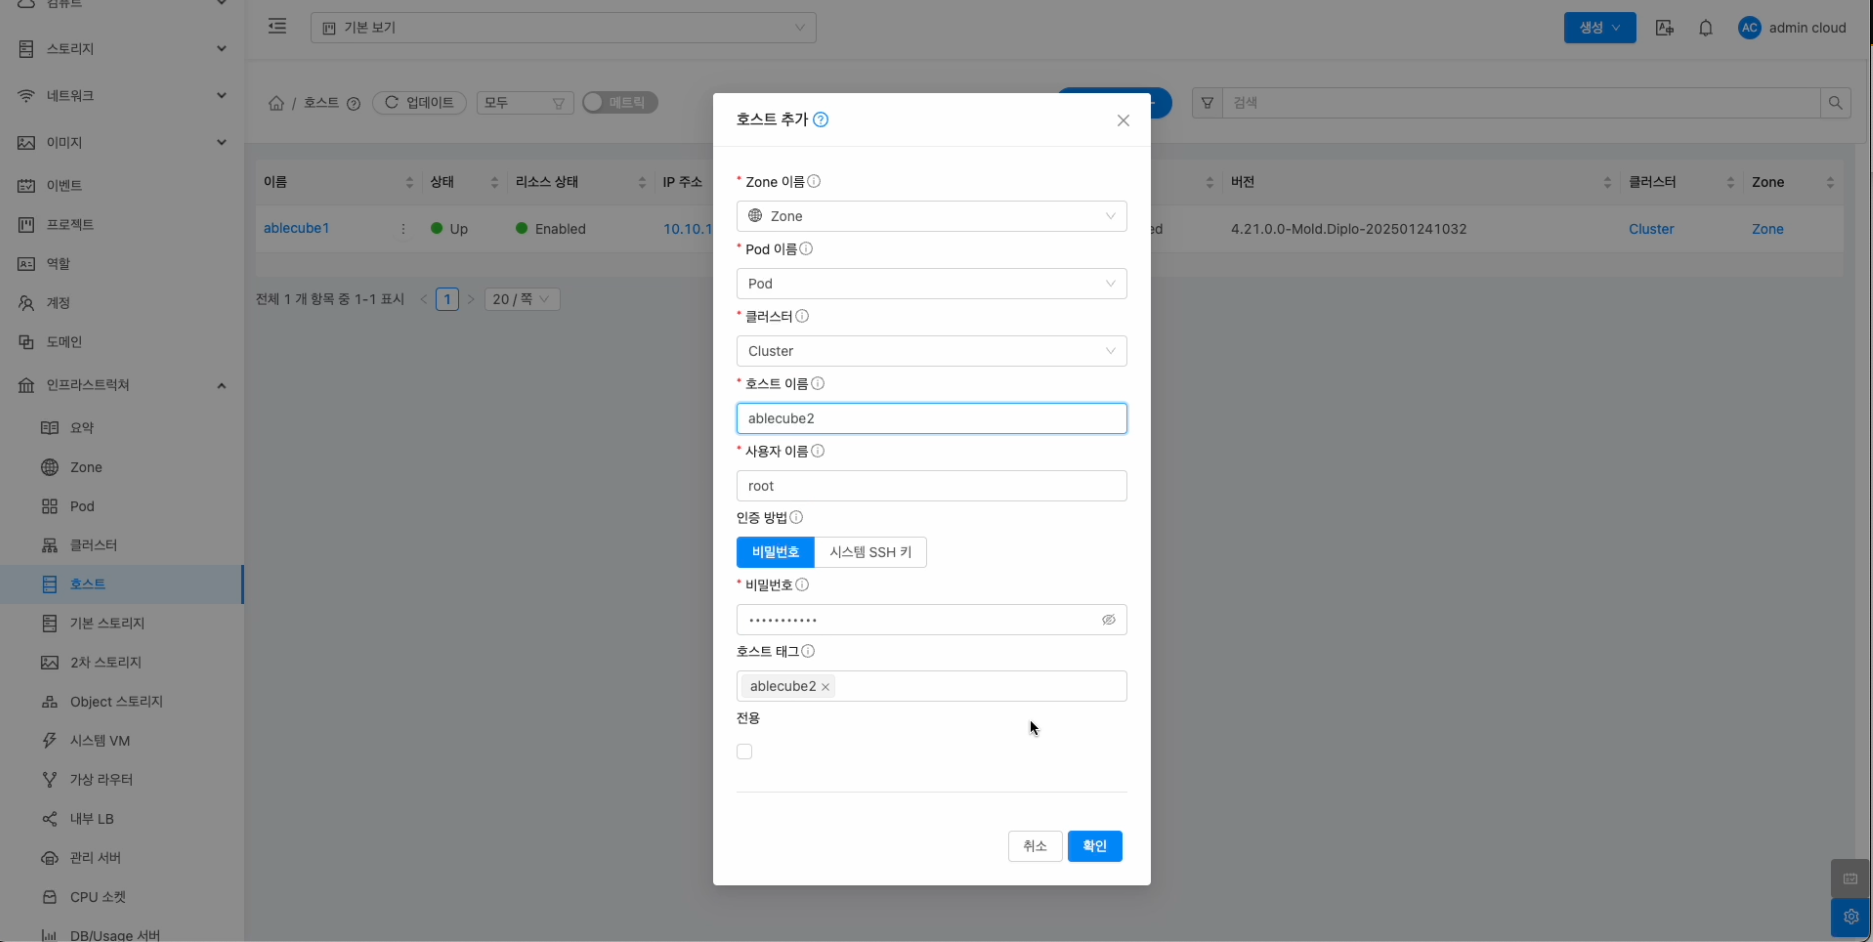 컴퓨트
스토리지
네트워크
이미지
이벤트
프로젝트
역할
계정
도메인
인프라스트럭쳐
요약
Zone
Pod
클러스터
호스트
기본 스토리지
2차 스토리지
Object 스토리지
시스템 VM
가상 라우터
내부 LB
관리 서버
CPU 소켓
DB/Usage 서버
기본 보기
생성
AC admin cloud
/ 호스트 업데이트 모두 메트릭
검색
이름 상태 리소스 상태 IP 주소 버전 클러스터 Zone
ablecube1 Up Enabled 10.10.1 ed 4.21.0.0-Mold.Diplo-202501241032 Cluster Zone
전체 1 개 항목 중 1-1 표시 < 1 > 20 / 쪽
호스트 추가
* Zone 이름
Zone
* Pod 이름
Pod
* 클러스터
Cluster
* 호스트 이름
ablecube2
* 사용자 이름
root
인증 방법
비밀번호 시스템 SSH 키
* 비밀번호
•••••••••••
호스트 태그
ablecube2 ×
전용
취소 확인